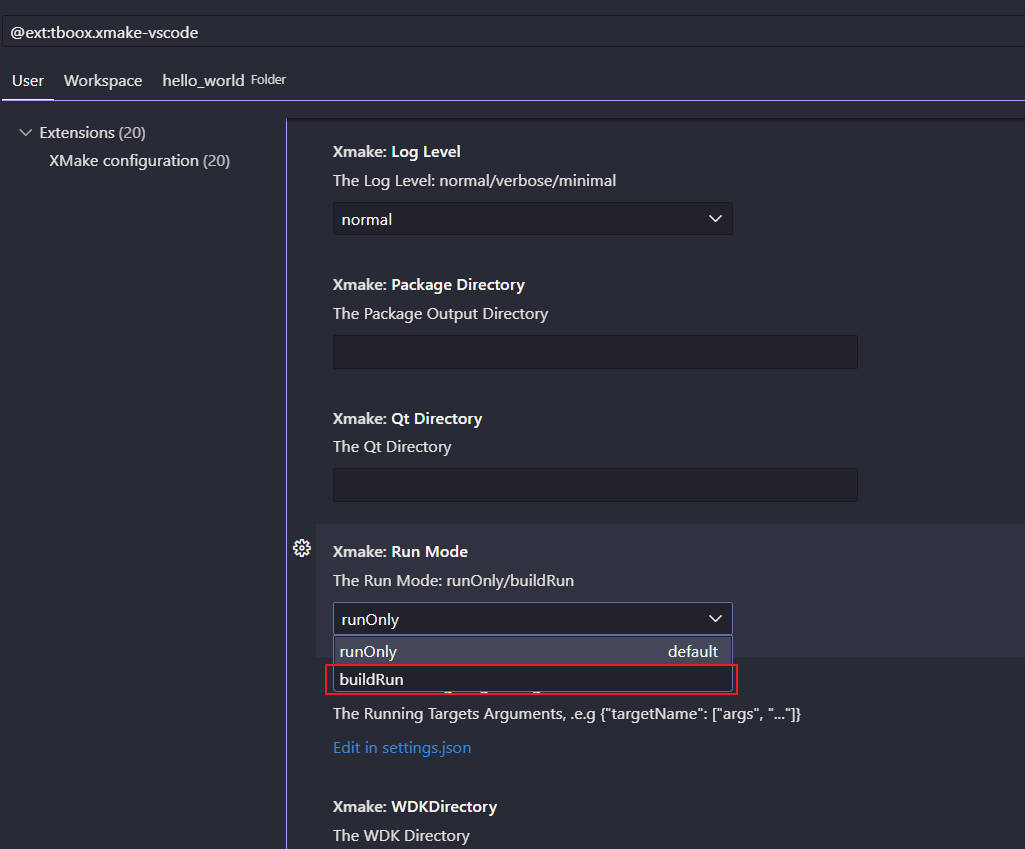 @ext:tboox.xmake-vscode
User Workspace hello_world Folder
Extensions (20)
XMake configuration (20)
Xmake: Log Level
The Log Level: normal/verbose/minimal
normal
Xmake: Package Directory
The Package Output Directory
Xmake: Qt Directory
The Qt Directory
Xmake: Run Mode
The Run Mode: runOnly/buildRun
runOnly
runOnly default
buildRun
The Running Targets Arguments, .e.g {"targetName": ["args", "..."]}
Edit in settings.json
Xmake: WDKDirectory
The WDK Directory